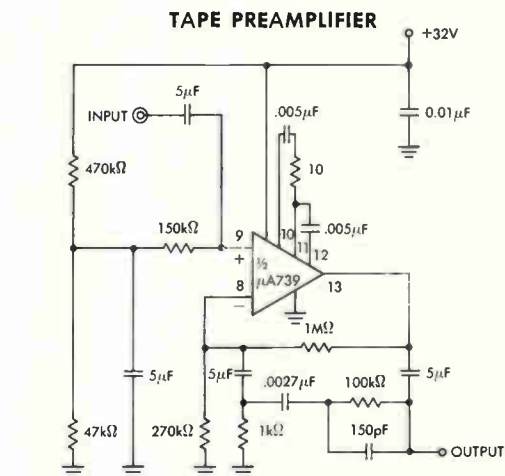 TAPE PREAMPLIFIER
+32V
5μF
INPUT
.005μF
0.01μF
470kΩ
10
150kΩ
.005μF
9
10
11
12
+
½
μA739
13
8
−
1MΩ
5μF
5μF
.0027μF
100kΩ
5μF
47kΩ
270kΩ
1kΩ
150pF
OUTPUT